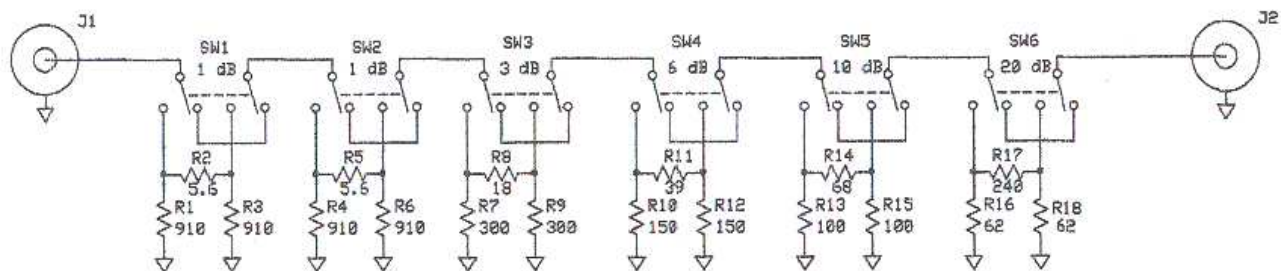 J1
J2
SW1
1 dB
SW2
1 dB
SW3
3 dB
SW4
6 dB
SW5
10 dB
SW6
20 dB
R2
5.6
R5
5.6
R8
18
R11
39
R14
68
R17
240
R1
910
R3
910
R4
910
R6
910
R7
300
R9
300
R10
150
R12
150
R13
100
R15
100
R16
62
R18
62